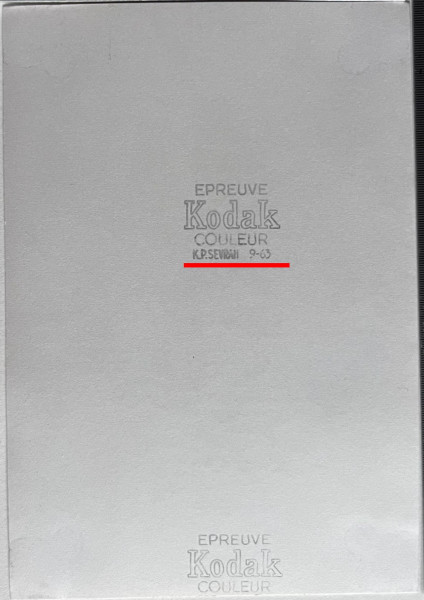 EPREUVE
Kodak
COULEUR
K.P.SEVRAN 9-63
EPREUVE
Kodak
COULEUR